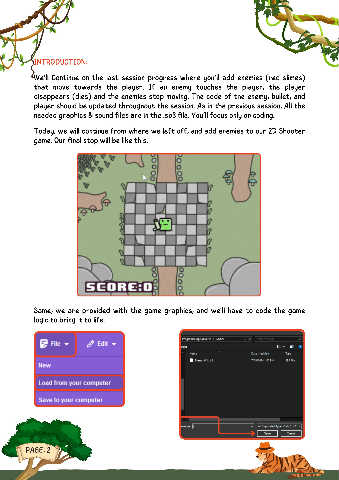 INTRODUCTION:
We'll Continue on the last session progress where you'll add enemies (red slimes)
that move towards the player. If an enemy touches the player, the player
disappears (dies) and the enemies stop moving. The code of the enemy, bullet, and
player should be updated throughout the session. As in the previous session, All the
needed graphics & sound files are in the .sb3 file. You'll focus only on coding.
Today, we will continue from where we left off, and add enemies to our 2D Shooter
game. Our final stop will be like this.
SCORE:0
Same, we are provided with the game graphics, and we'll have to code the game
logic to bring it to life.
File
Edit
New
Load from your computer
Save to your computer
PAGE.2